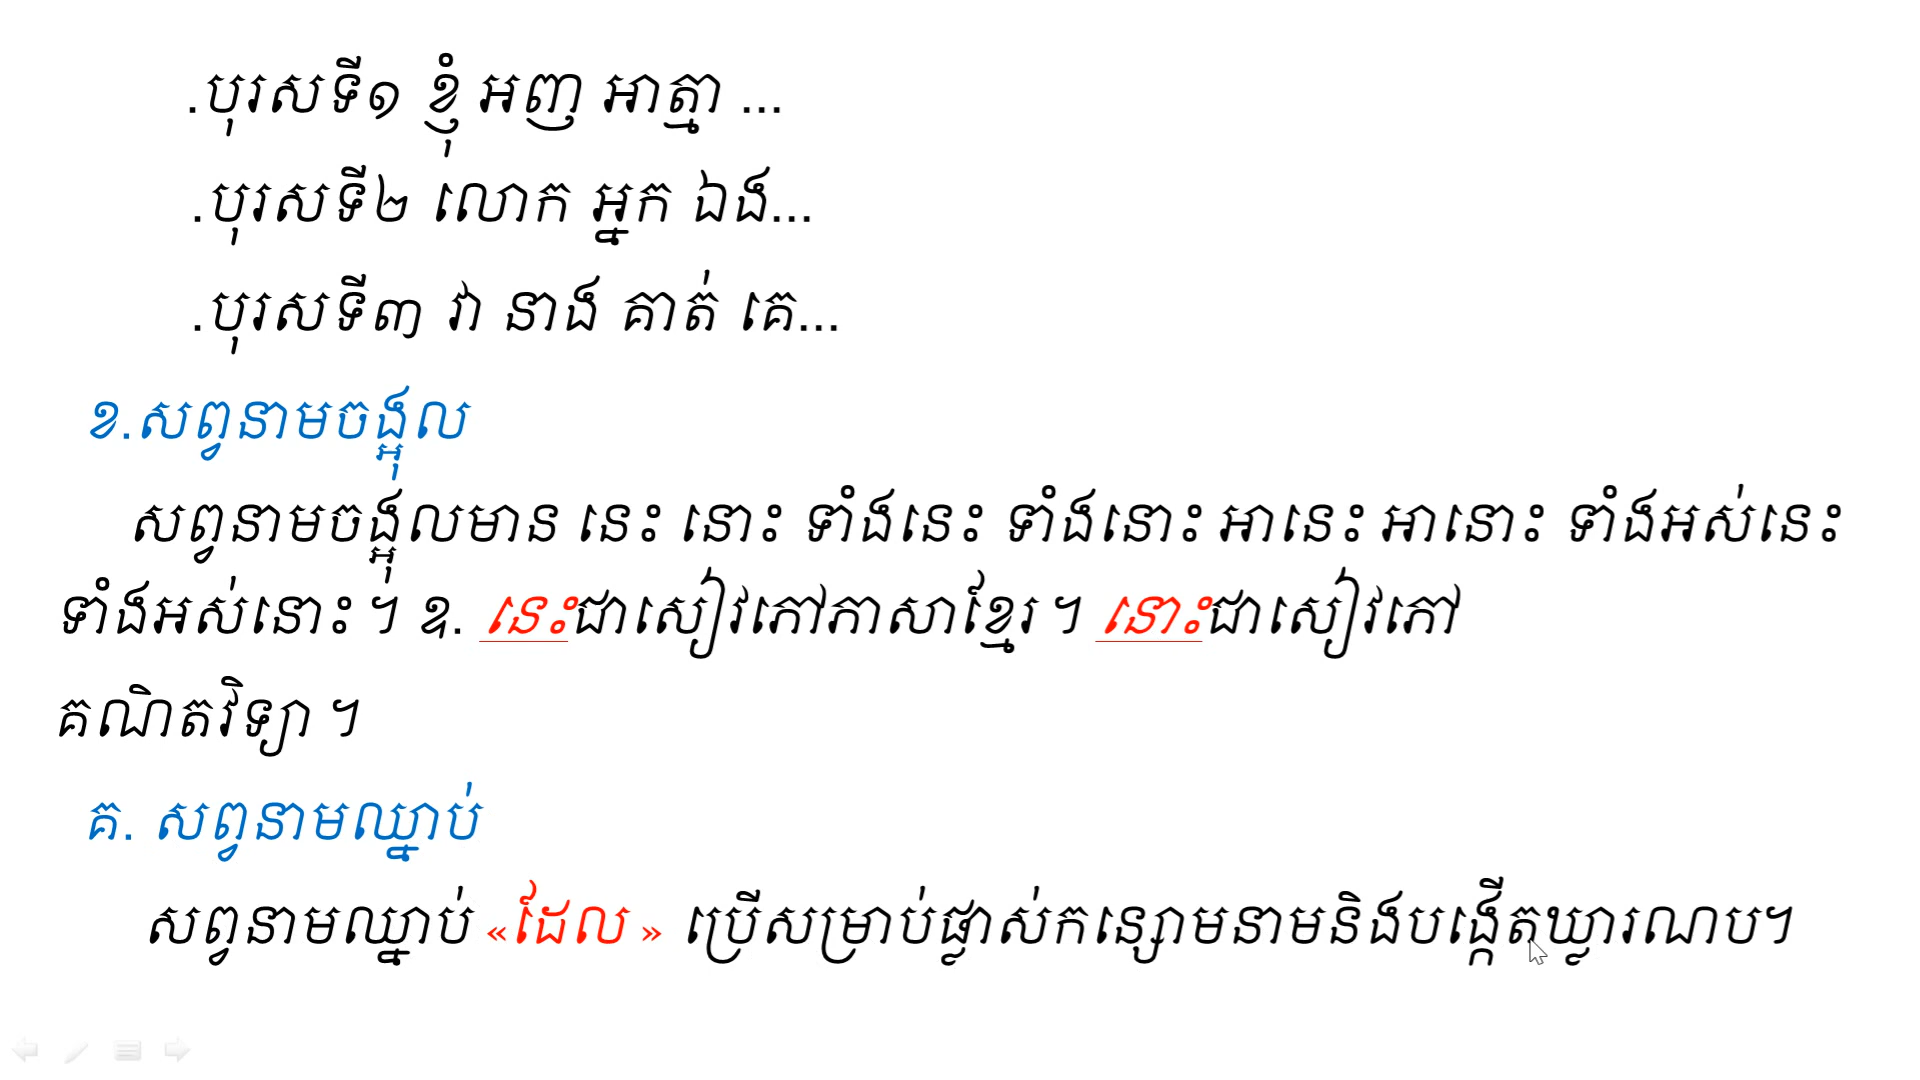 .បុរសទី១ ខ្ញុំ អញ អាត្មា ...
.បុរសទី២ លោក អ្នក ឯង...
.បុរសទី៣ វា នាង គាត់ គេ...
ខ.សព្វនាមចង្អុល
សព្វនាមចង្អុលមាន នេះ នោះ ទាំងនេះ ទាំងនោះ អានេះ អានោះ ទាំងអស់នេះ
ទាំងអស់នោះ ។ ឧ. នេះជាសៀវភៅភាសាខ្មែរ ។ នោះជាសៀវភៅ
គណិតវិទ្យា ។
គ. សព្វនាមឈ្នាប់
សព្វនាមឈ្នាប់ «ដែល » ប្រើសម្រាប់ផ្លាស់កន្សោមនាមនិងបង្កើតឃ្លារណប។